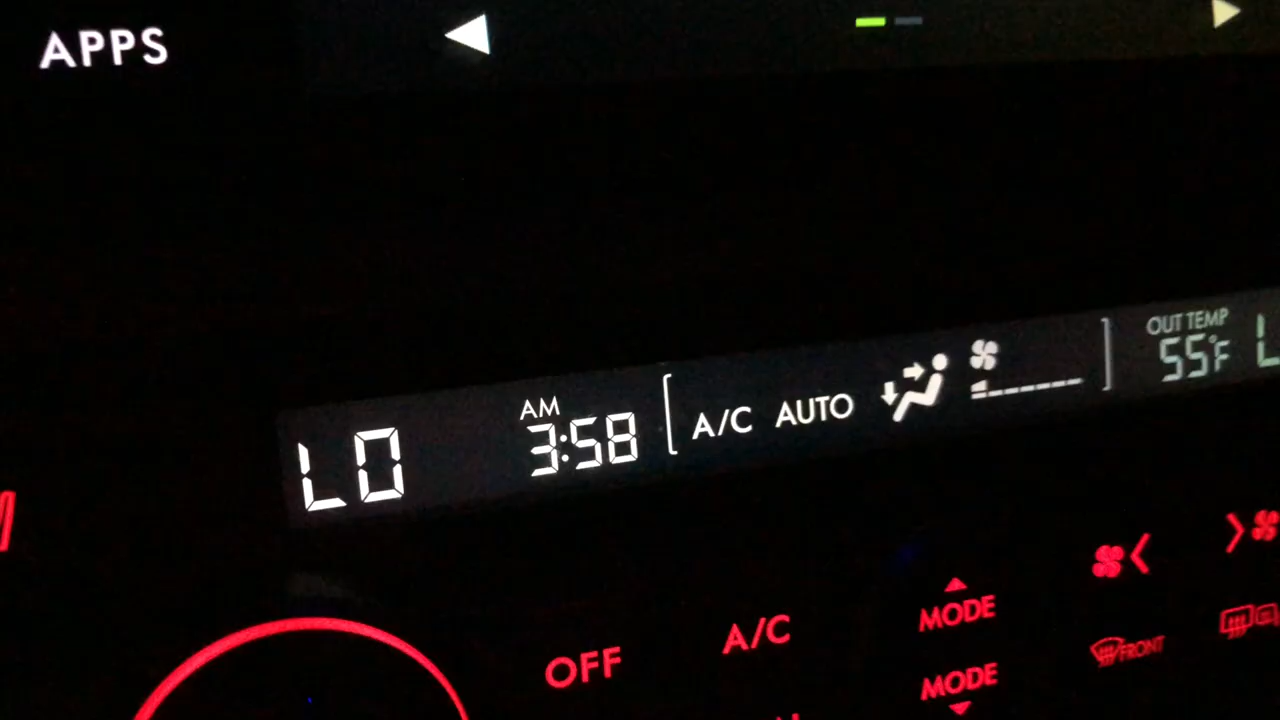 APPS
OUT TEMP
55°F
AM
LO 3:58 A/C AUTO
OFF A/C MODE
FRONT
MODE